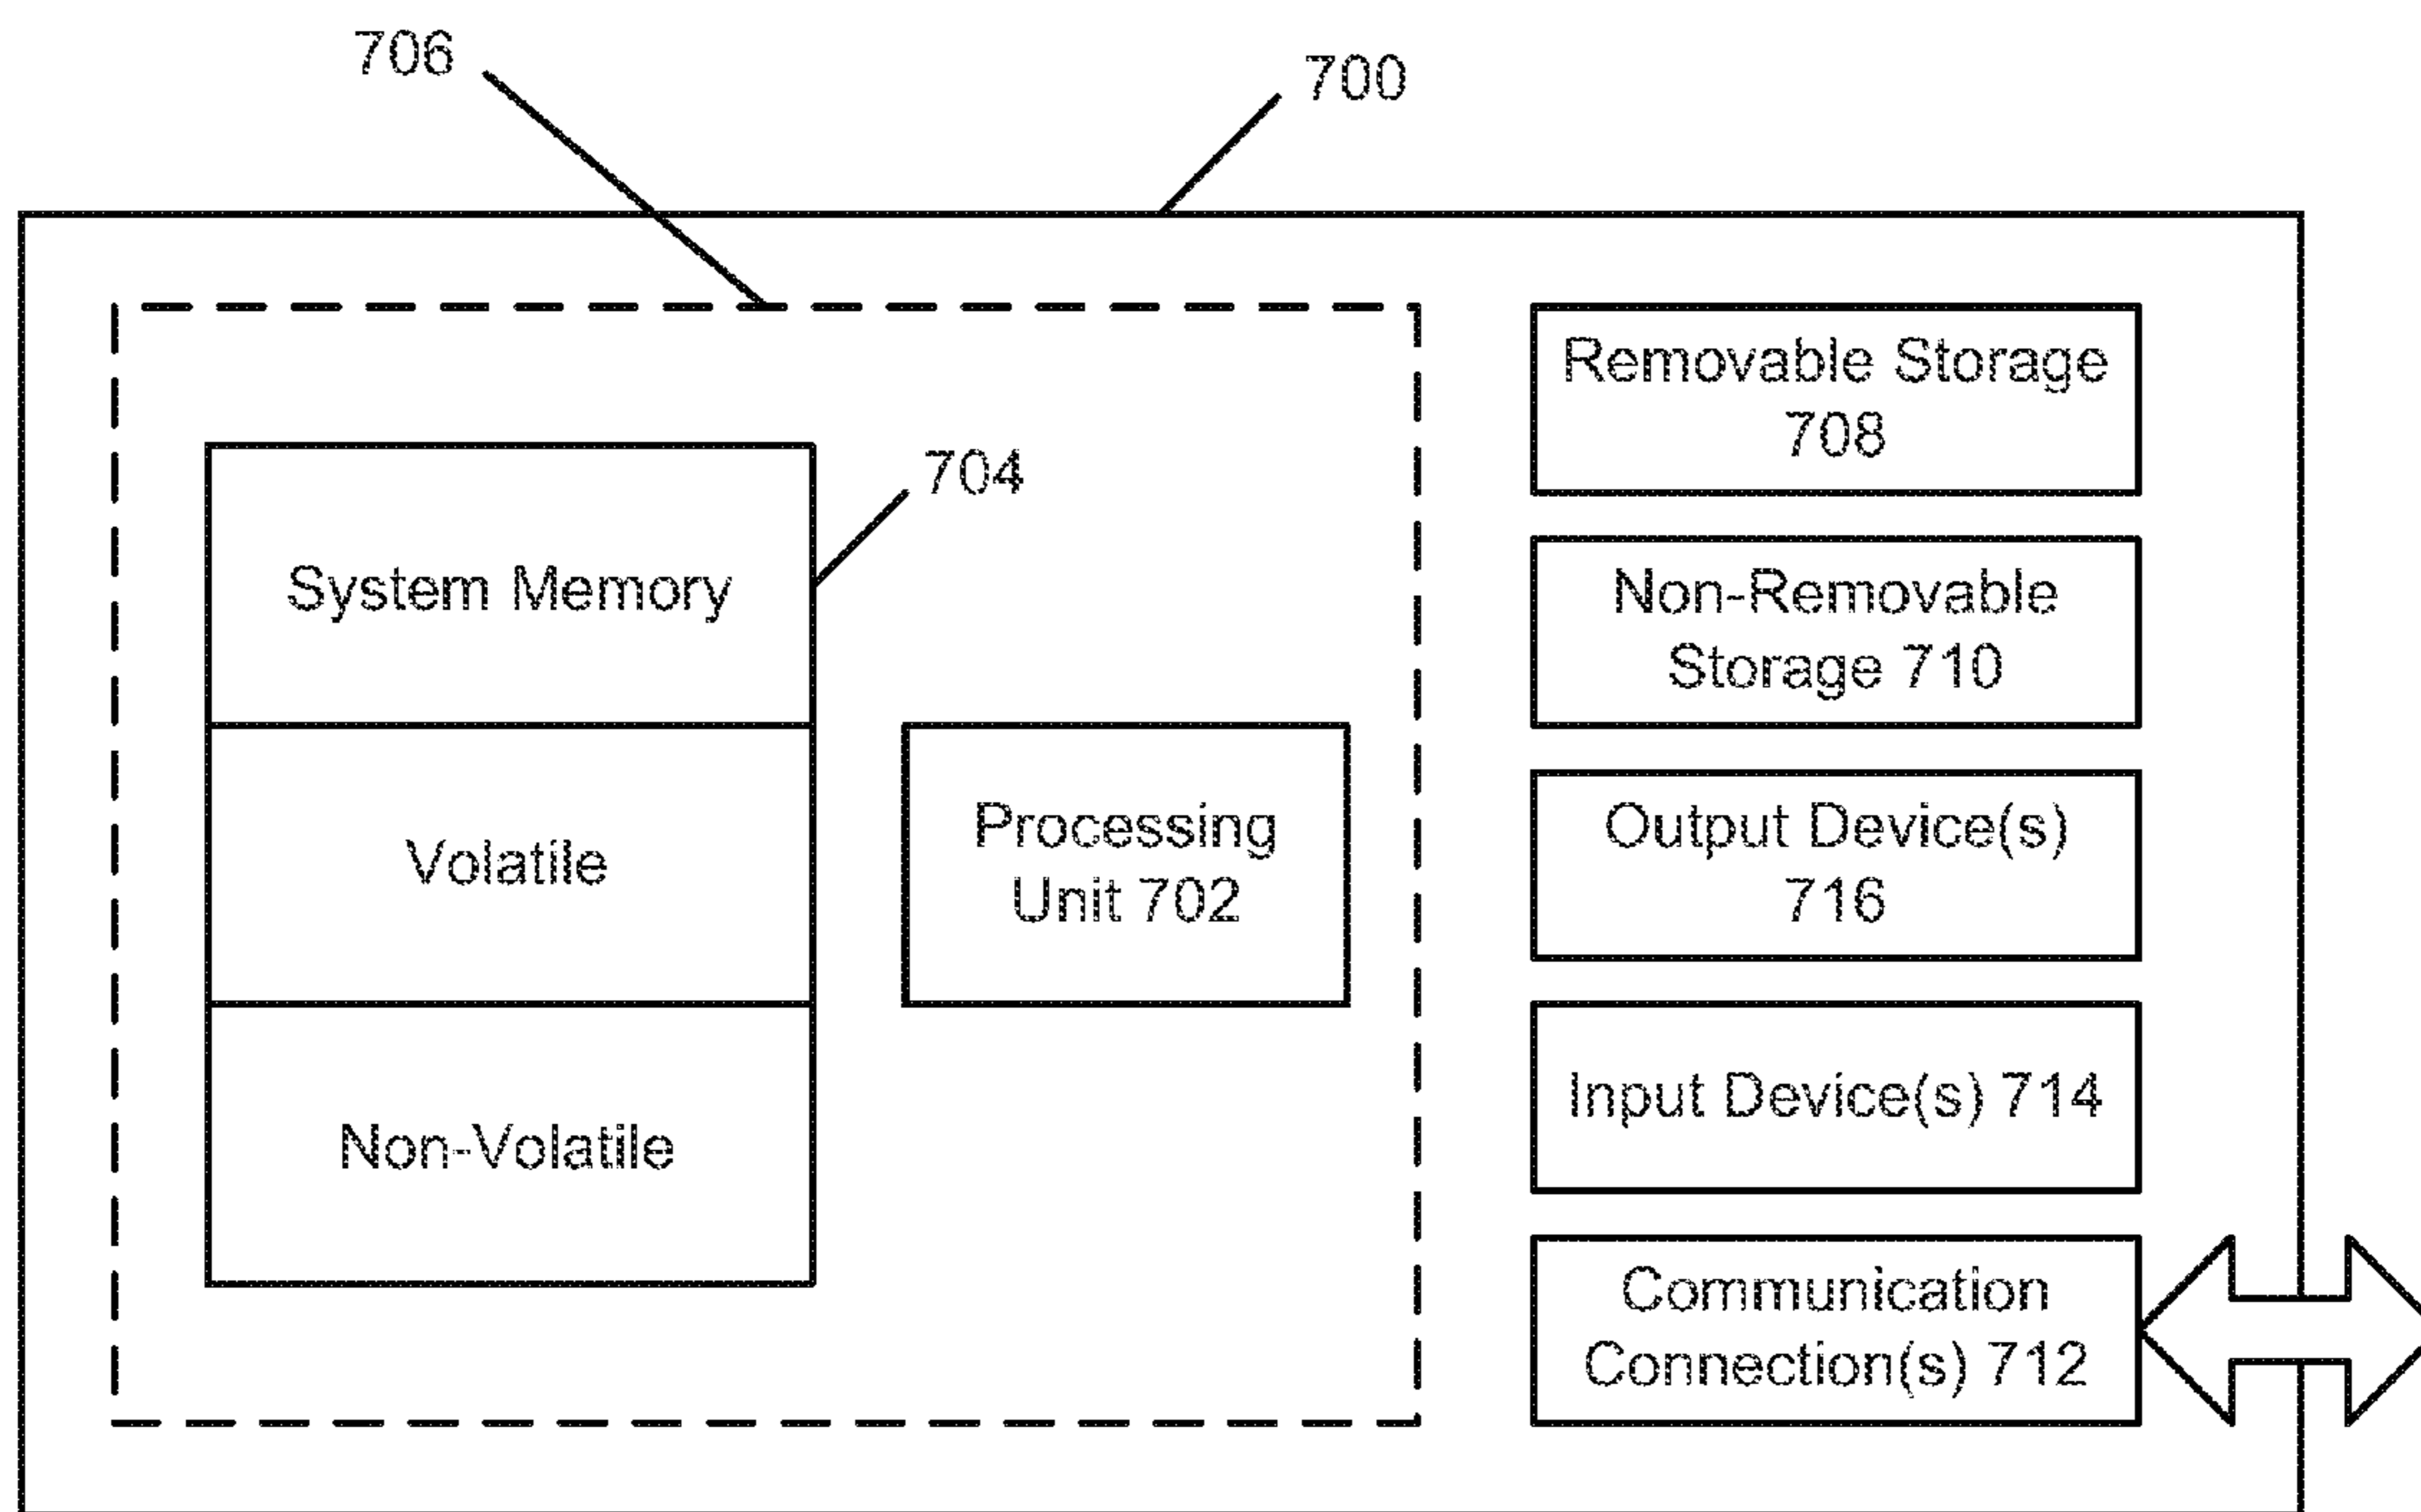 706
700
704
System Memory
Volatile
Non-Volatile
Processing
Unit 702
Removable Storage
708
Non-Removable
Storage 710
Output Device(s)
716
Input Device(s) 714
Communication
Connection(s) 712